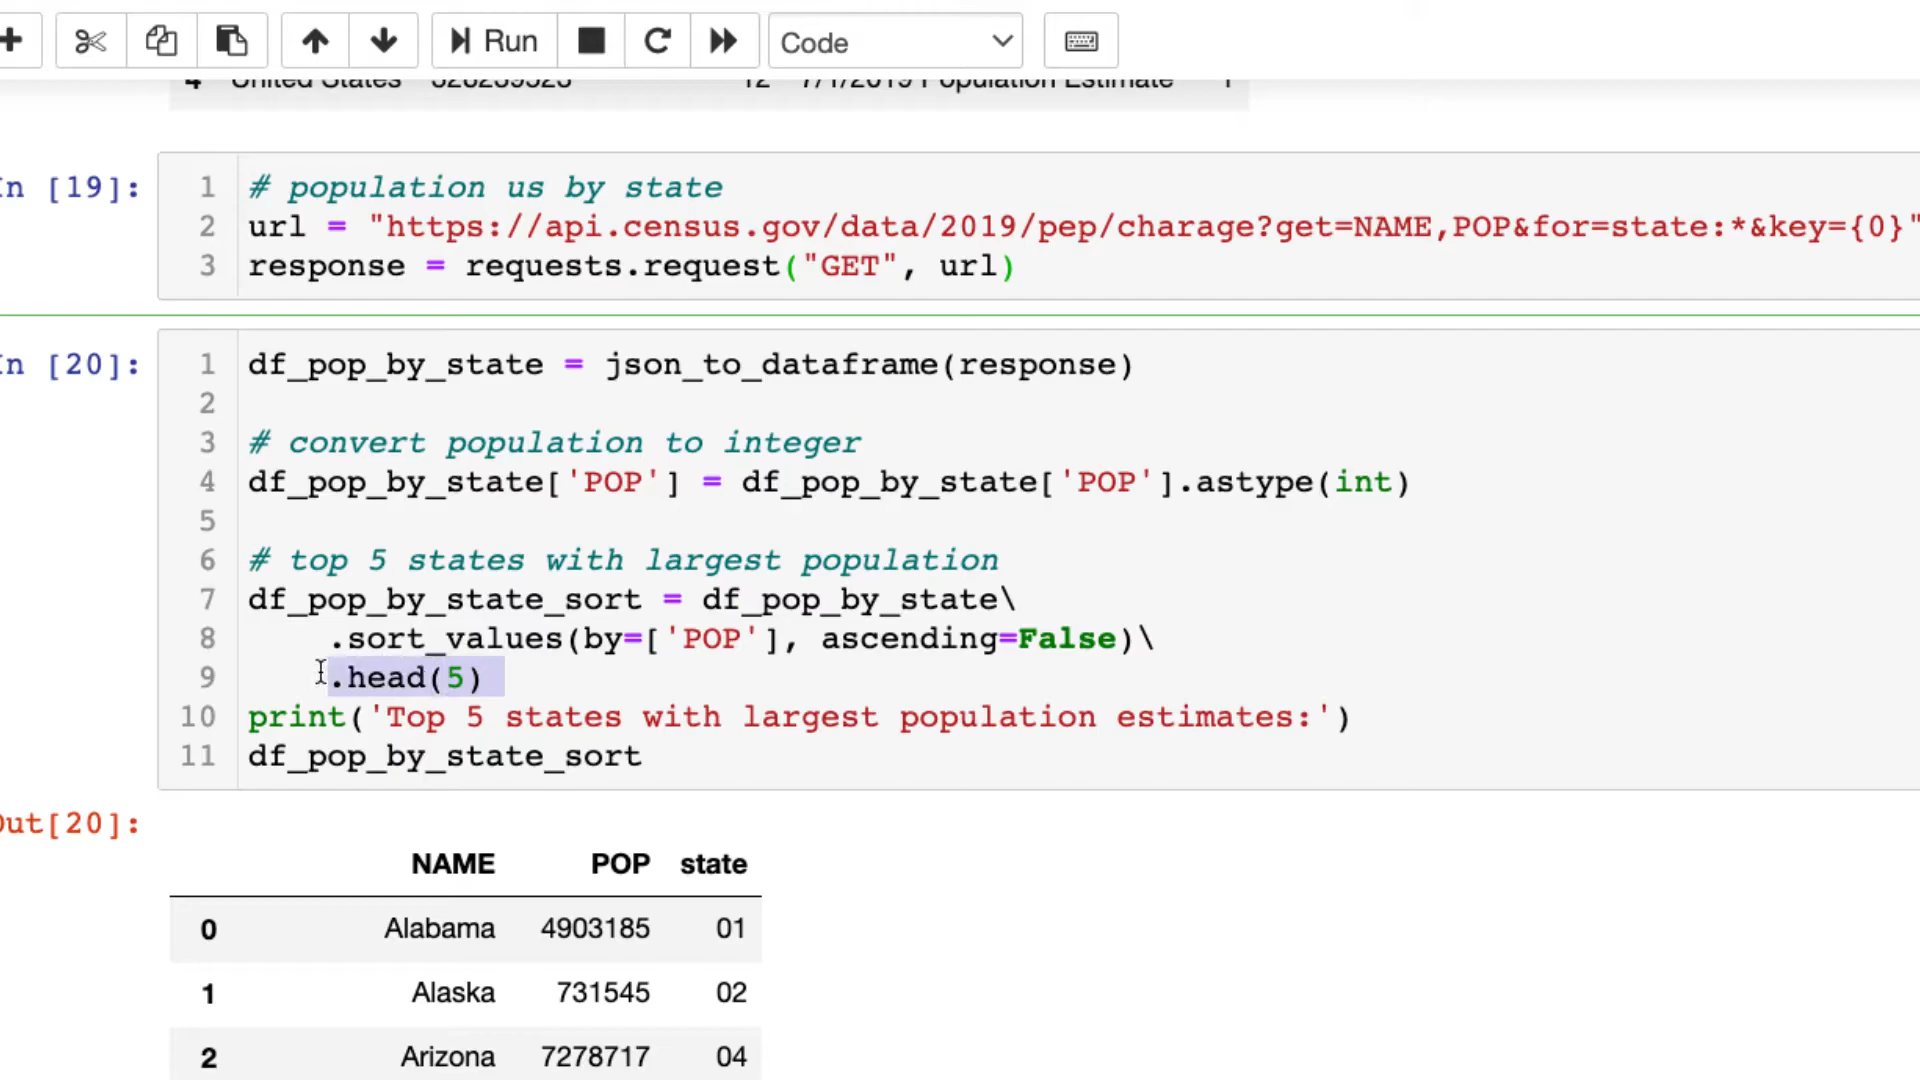 Run Code
4 United States 328239523 12 7/1/2019 Population Estimate 1
In [19]:
1 # population us by state
2 url = "https://api.census.gov/data/2019/pep/charage?get=NAME,POP&for=state:*&key={0}"
3 response = requests.request("GET", url)
In [20]:
1 df_pop_by_state = json_to_dataframe(response)
2
3 # convert population to integer
4 df_pop_by_state['POP'] = df_pop_by_state['POP'].astype(int)
5
6 # top 5 states with largest population
7 df_pop_by_state_sort = df_pop_by_state\
8 .sort_values(by=['POP'], ascending=False)\
9 .head(5)
10 print('Top 5 states with largest population estimates:')
11 df_pop_by_state_sort
Out[20]:
NAME POP state
0 Alabama 4903185 01
1 Alaska 731545 02
2 Arizona 7278717 04